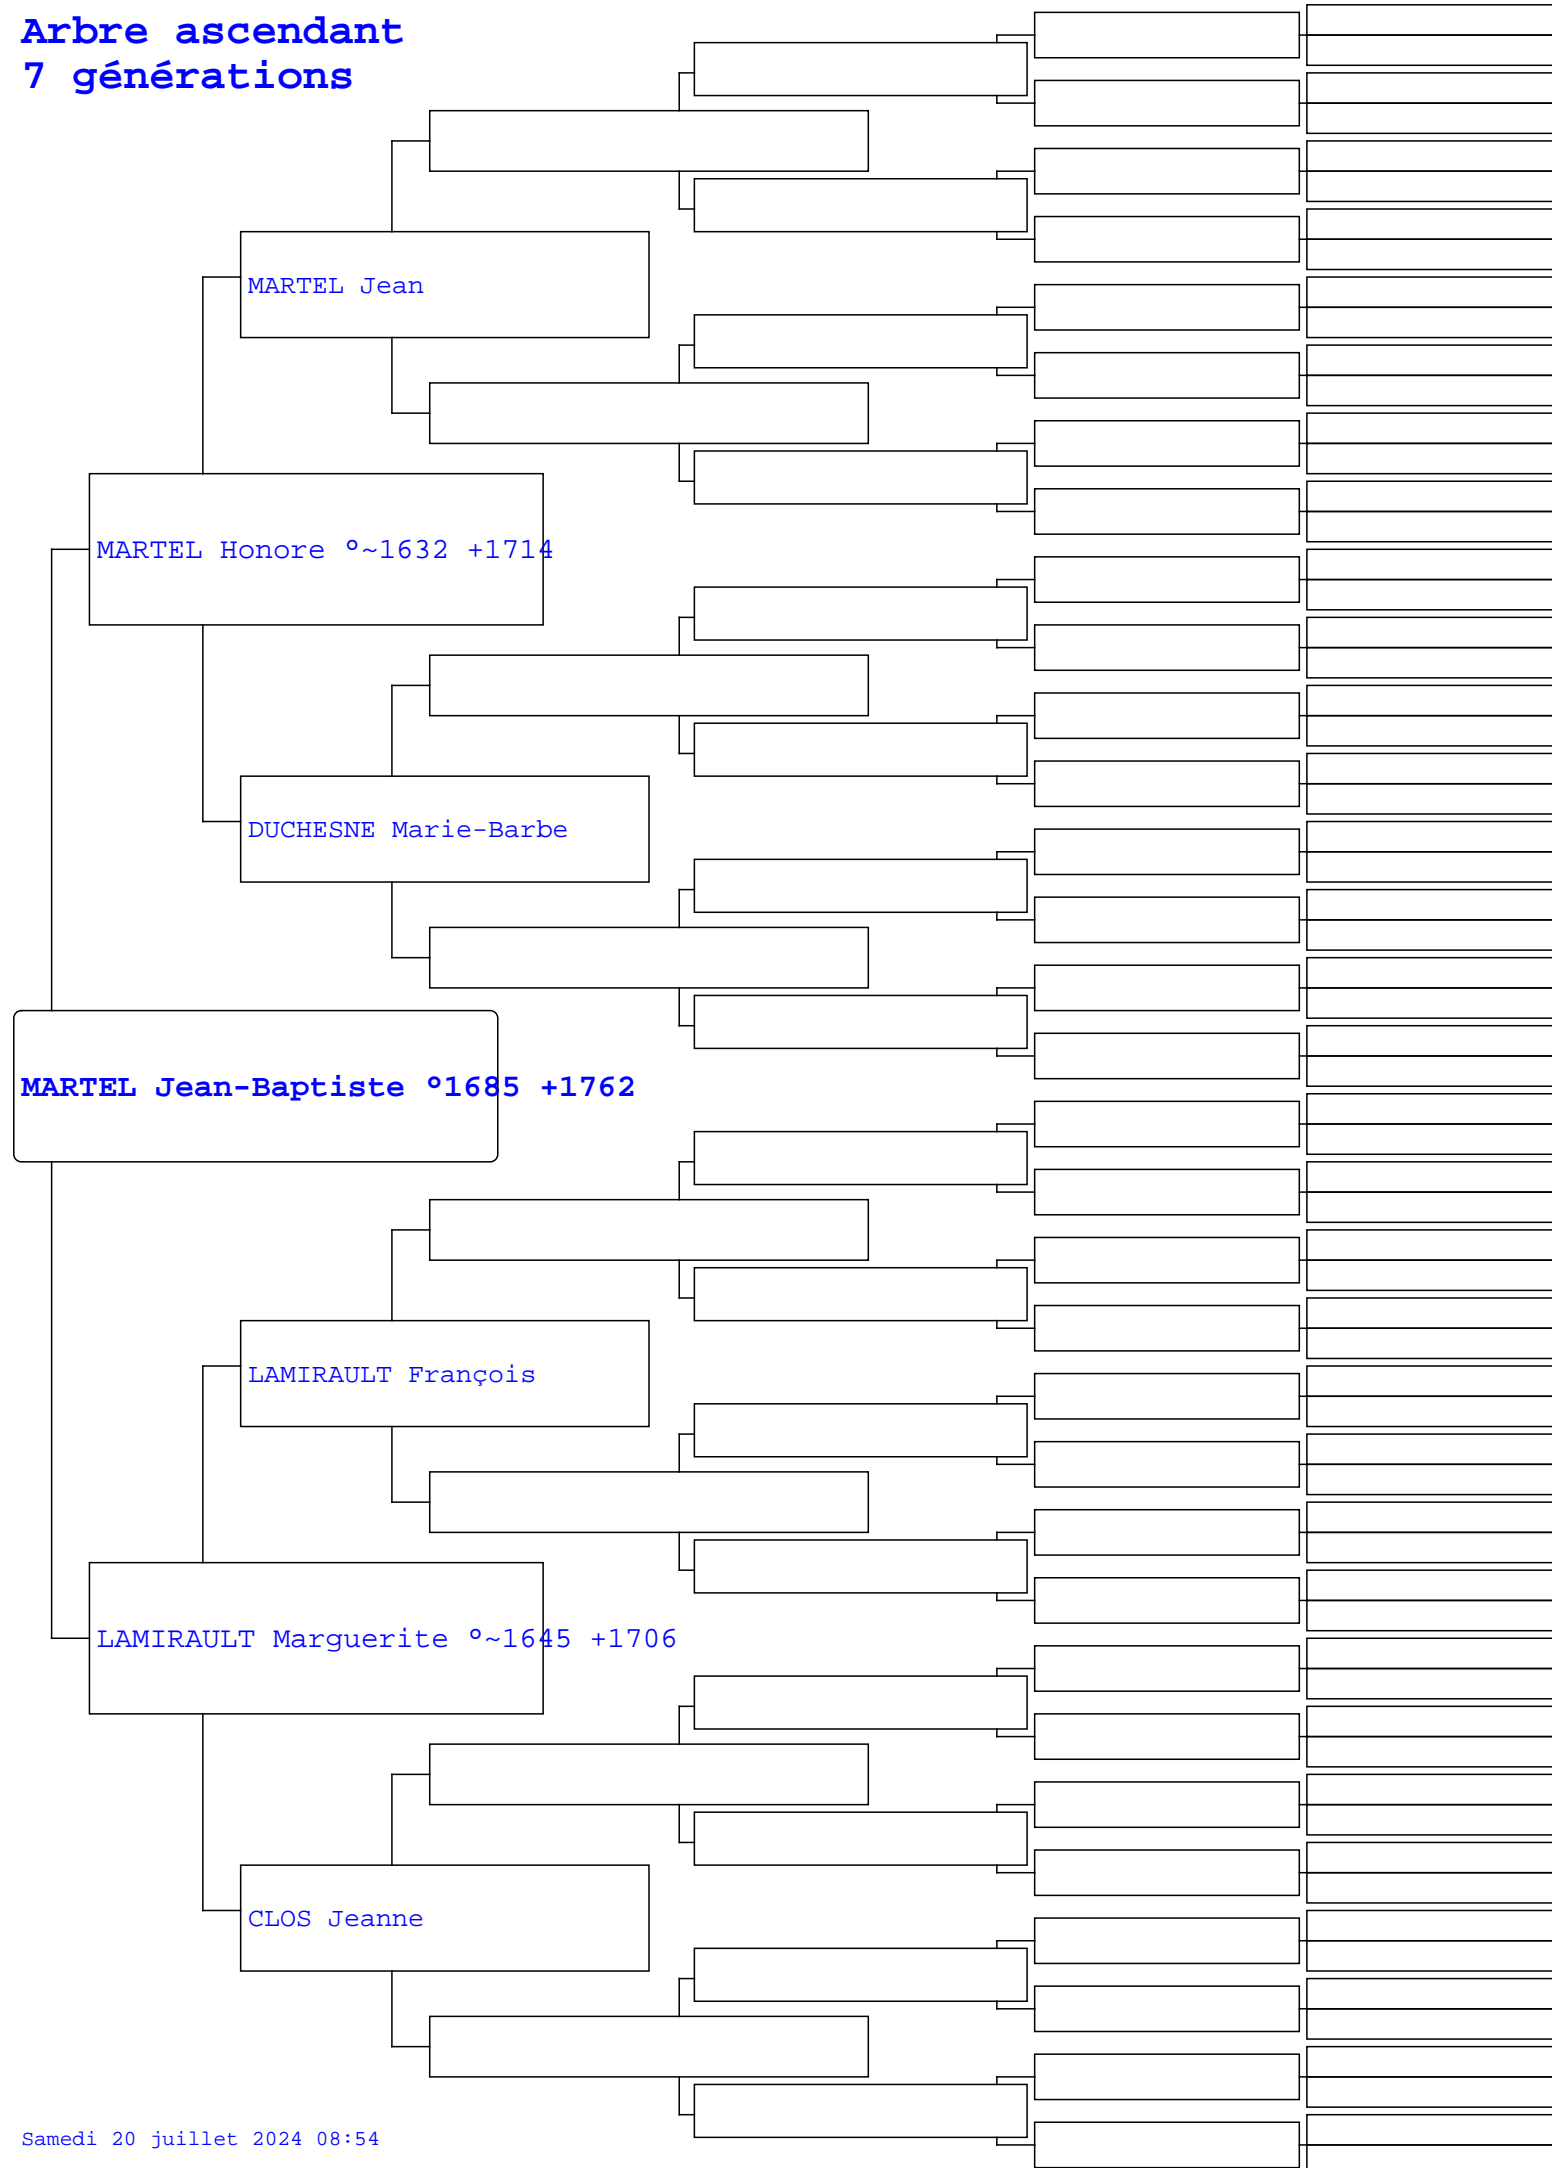 Arbre ascendant
7 générations
MARTEL Jean
MARTEL Honore °~1632 +1714
DUCHESNE Marie-Barbe
MARTEL Jean-Baptiste °1685 +1762
LAMIRAULT François
LAMIRAULT Marguerite °~1645 +1706
CLOS Jeanne
Samedi 20 juillet 2024 08:54